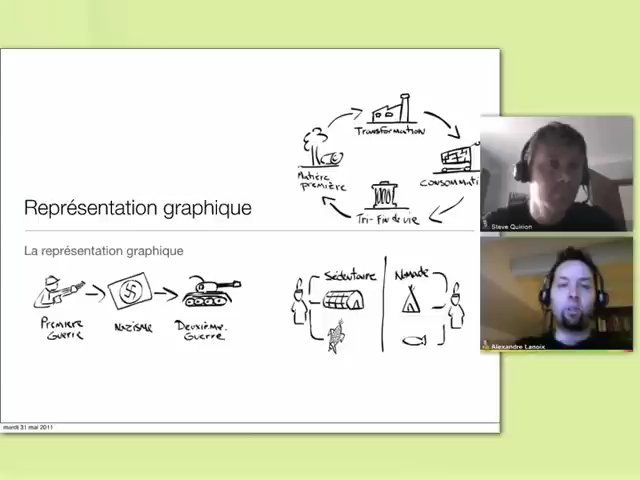 Transformation
Matière
première
Consommati
Tri-Fin de vie
Représentation graphique
La représentation graphique
Sédentaire
Nomade
Première
Guerre
Nazisme
Deuxième
Guerre
Steve Quirion
Alexandre Lanoix
mardi 31 mai 2011